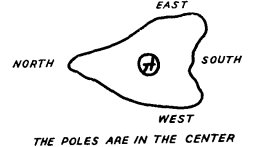 EAST
NORTH
SOUTH
WEST
THE POLES ARE IN THE CENTER